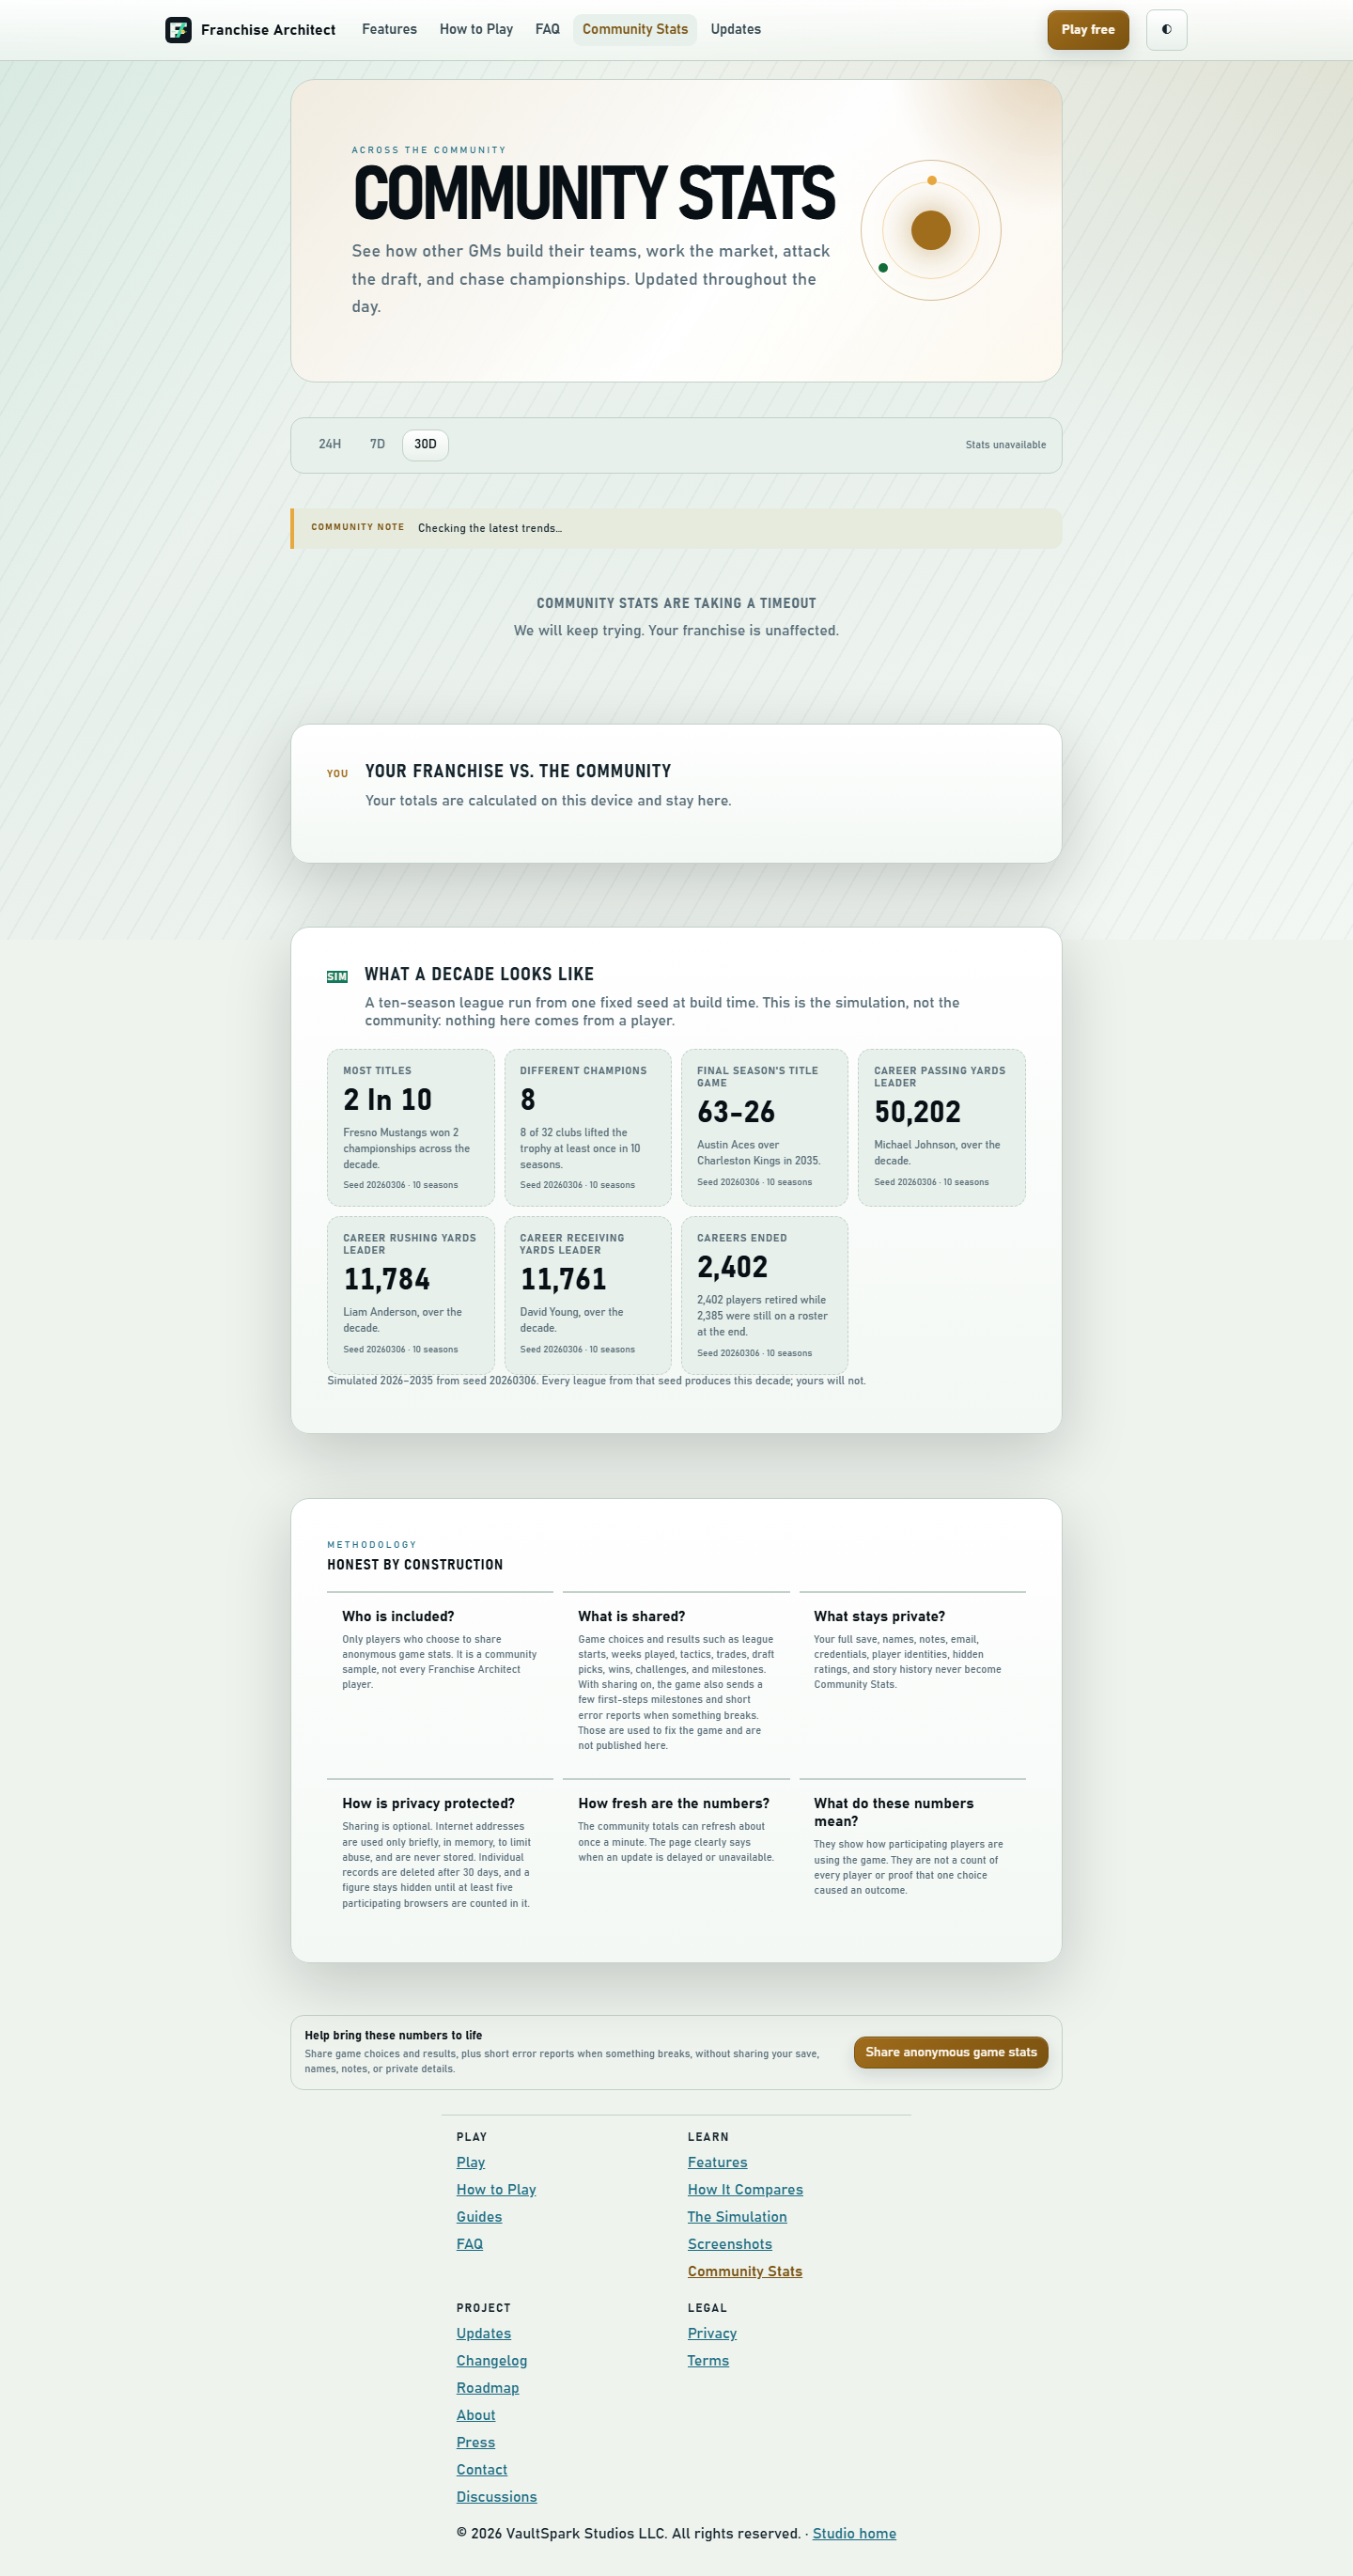 Franchise Architect
Features
How to Play
FAQ
Community Stats
Updates
Play free
ACROSS THE COMMUNITY
COMMUNITY STATS
See how other GMs build their teams, work the market, attack
the draft, and chase championships. Updated throughout the
day.
24H
7D
30D
Stats unavailable
COMMUNITY NOTE
Checking the latest trends...
COMMUNITY STATS ARE TAKING A TIMEOUT
We will keep trying. Your franchise is unaffected.
YOU
YOUR FRANCHISE VS. THE COMMUNITY
Your totals are calculated on this device and stay here.
SIM
WHAT A DECADE LOOKS LIKE
A ten-season league run from one fixed seed at build time. This is the simulation, not the
community: nothing here comes from a player.
MOST TITLES
2 In 10
Fresno Mustangs won 2
championships across the
decade.
Seed 20260306 · 10 seasons
DIFFERENT CHAMPIONS
8
8 of 32 clubs lifted the
trophy at least once in 10
seasons.
Seed 20260306 · 10 seasons
FINAL SEASON'S TITLE
GAME
63-26
Austin Aces over
Charleston Kings in 2035.
Seed 20260306 · 10 seasons
CAREER PASSING YARDS
LEADER
50,202
Michael Johnson, over the
decade.
Seed 20260306 · 10 seasons
CAREER RUSHING YARDS
LEADER
11,784
Liam Anderson, over the
decade.
Seed 20260306 · 10 seasons
CAREER RECEIVING
YARDS LEADER
11,761
David Young, over the
decade.
Seed 20260306 · 10 seasons
CAREERS ENDED
2,402
2,402 players retired while
2,385 were still on a roster
at the end.
Seed 20260306 · 10 seasons
Simulated 2026–2035 from seed 20260306. Every league from that seed produces this decade; yours will not.
METHODOLOGY
HONEST BY CONSTRUCTION
Who is included?
Only players who choose to share
anonymous game stats. It is a community
sample, not every Franchise Architect
player.
What is shared?
Game choices and results such as league
starts, weeks played, tactics, trades, draft
picks, wins, challenges, and milestones.
With sharing on, the game also sends a
few first-steps milestones and short
error reports when something breaks.
Those are used to fix the game and are
not published here.
What stays private?
Your full save, names, notes, email,
credentials, player identities, hidden
ratings, and story history never become
Community Stats.
How is privacy protected?
Sharing is optional. Internet addresses
are used only briefly, in memory, to limit
abuse, and are never stored. Individual
records are deleted after 30 days, and a
figure stays hidden until at least five
participating browsers are counted in it.
How fresh are the numbers?
The community totals can refresh about
once a minute. The page clearly says
when an update is delayed or unavailable.
What do these numbers
mean?
They show how participating players are
using the game. They are not a count of
every player or proof that one choice
caused an outcome.
Help bring these numbers to life
Share game choices and results, plus short error reports when something breaks, without sharing your save,
names, notes, or private details.
Share anonymous game stats
PLAY
Play
How to Play
Guides
FAQ
LEARN
Features
How It Compares
The Simulation
Screenshots
Community Stats
PROJECT
Updates
Changelog
Roadmap
About
Press
Contact
Discussions
LEGAL
Privacy
Terms
© 2026 VaultSpark Studios LLC. All rights reserved. · Studio home